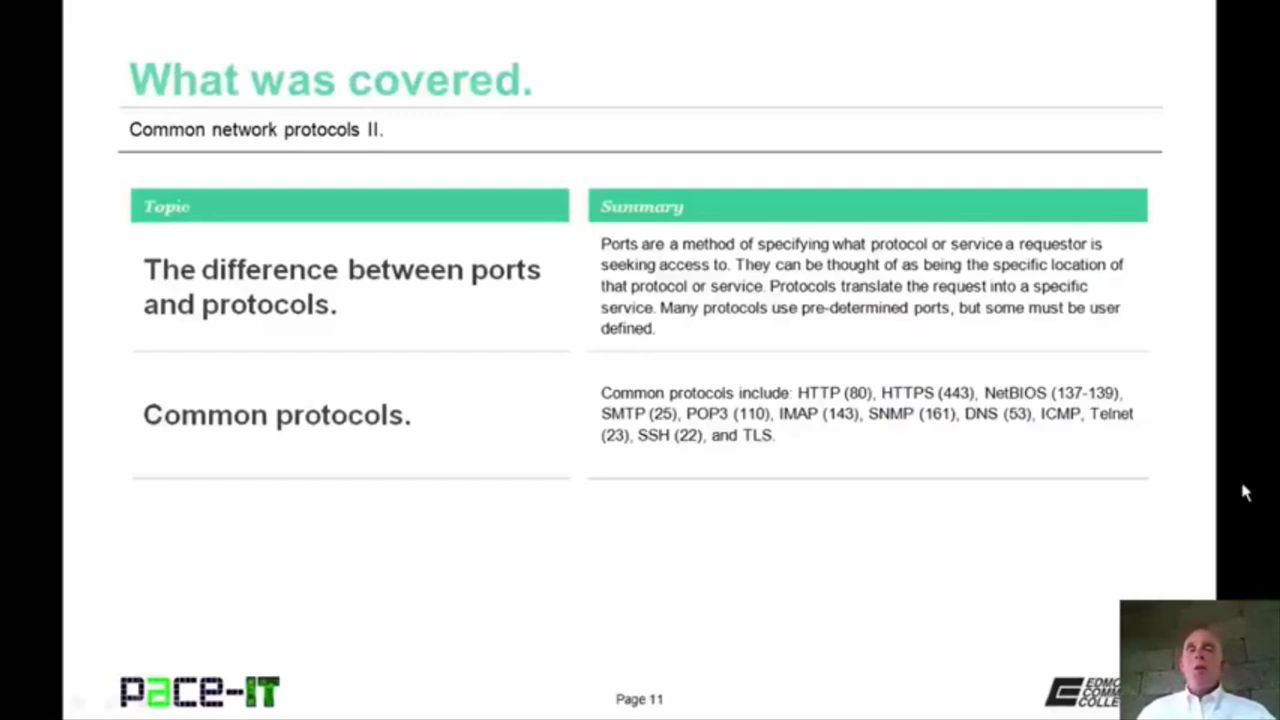 What was covered.
Common network protocols II.
Topic
Summary
The difference between ports
and protocols.
Ports are a method of specifying what protocol or service a requestor is
seeking access to. They can be thought of as being the specific location of
that protocol or service. Protocols translate the request into a specific
service. Many protocols use pre-determined ports, but some must be user
defined.
Common protocols.
Common protocols include: HTTP (80), HTTPS (443), NetBIOS (137-139),
SMTP (25), POP3 (110), IMAP (143), SNMP (161), DNS (53), ICMP, Telnet
(23), SSH (22), and TLS.
PACE-IT
Page 11